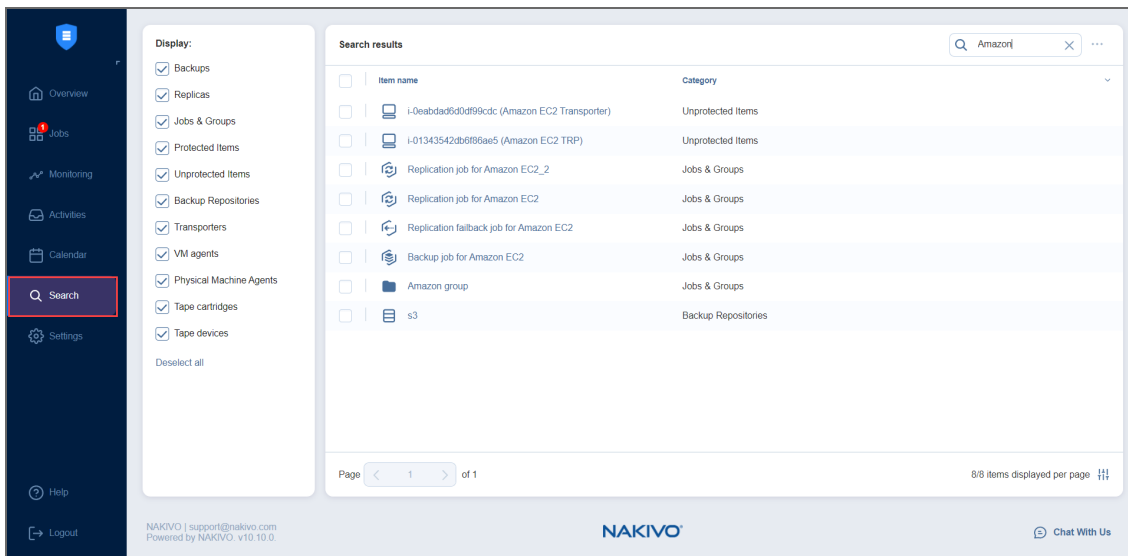 Overview
1
Jobs
Monitoring
Activities
Calendar
Search
Settings
Help
Logout
Display:
Backups
Replicas
Jobs & Groups
Protected Items
Unprotected Items
Backup Repositories
Transporters
VM agents
Physical Machine Agents
Tape cartridges
Tape devices
Deselect all
Search results
Amazon
Item name Category
i-0eabdad6d0df99cdc (Amazon EC2 Transporter) Unprotected Items
i-01343542db6f86ae5 (Amazon EC2 TRP) Unprotected Items
Replication job for Amazon EC2_2 Jobs & Groups
Replication job for Amazon EC2 Jobs & Groups
Replication failback job for Amazon EC2 Jobs & Groups
Backup job for Amazon EC2 Jobs & Groups
Amazon group Jobs & Groups
s3 Backup Repositories
Page 1 of 1
8/8 items displayed per page
NAKIVO | support@nakivo.com
Powered by NAKIVO. v10.10.0.
NAKIVO
Chat With Us